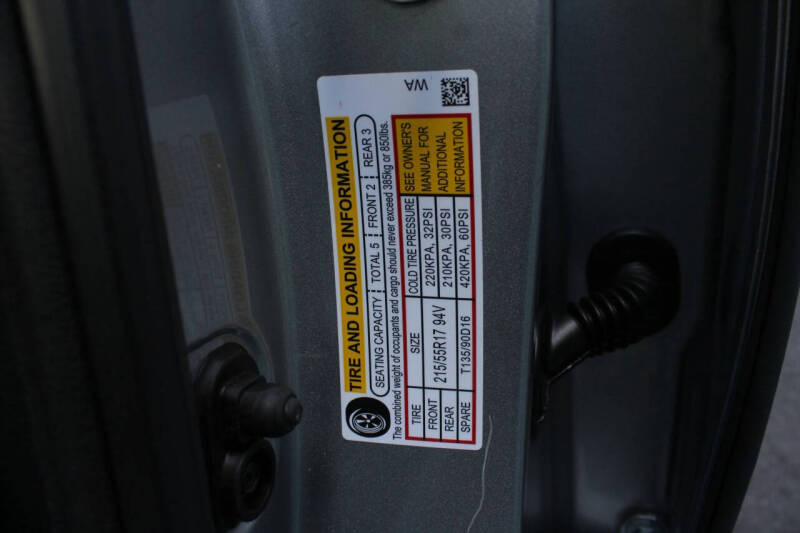 WA
TIRE AND LOADING INFORMATION
SEATING CAPACITY TOTAL 5 FRONT 2 REAR 3
The combined weight of occupants and cargo should never exceed 385kg or 850lbs.
TIRE SIZE COLD TIRE PRESSURE SEE OWNER'S
FRONT 215/55R17 94V 220KPA, 32PSI MANUAL FOR
REAR 210KPA, 30PSI ADDITIONAL
SPARE T135/90D16 420KPA, 60PSI INFORMATION